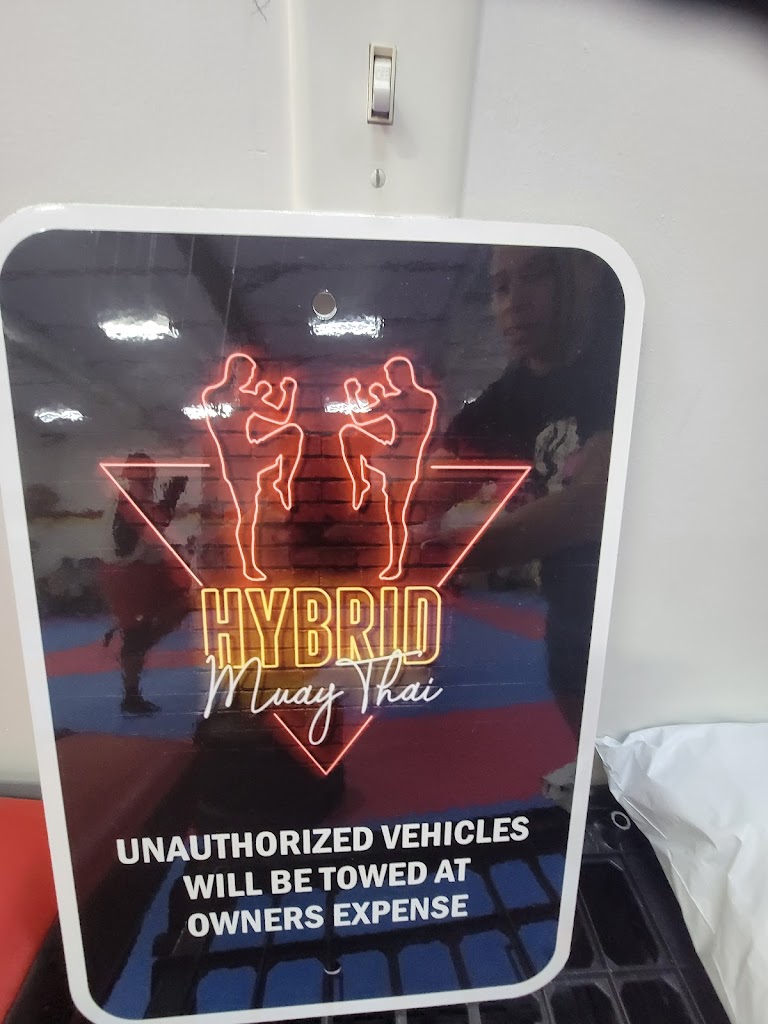 HYBRID
Muay Thai
UNAUTHORIZED VEHICLES
WILL BE TOWED AT
OWNERS EXPENSE